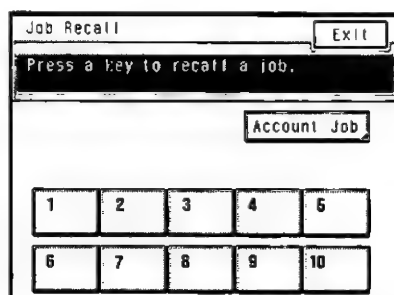 Job Recall Exit
Press a key to recall a job.
Account Job
1 2 3 4 5
6 7 8 9 10